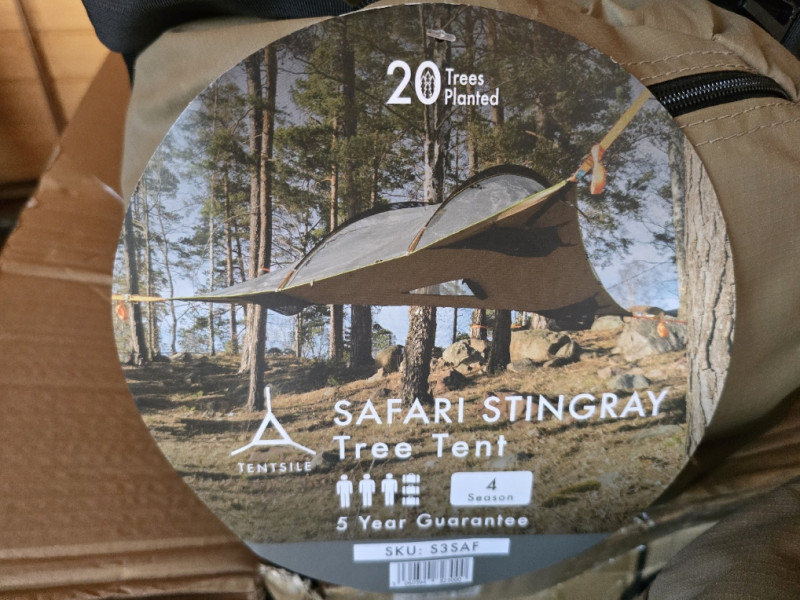 20 Trees
Planted
SAFARI STINGRAY
Tree Tent
TENTSILE
4
Season
5 Year Guarantee
SKU: S3SAF